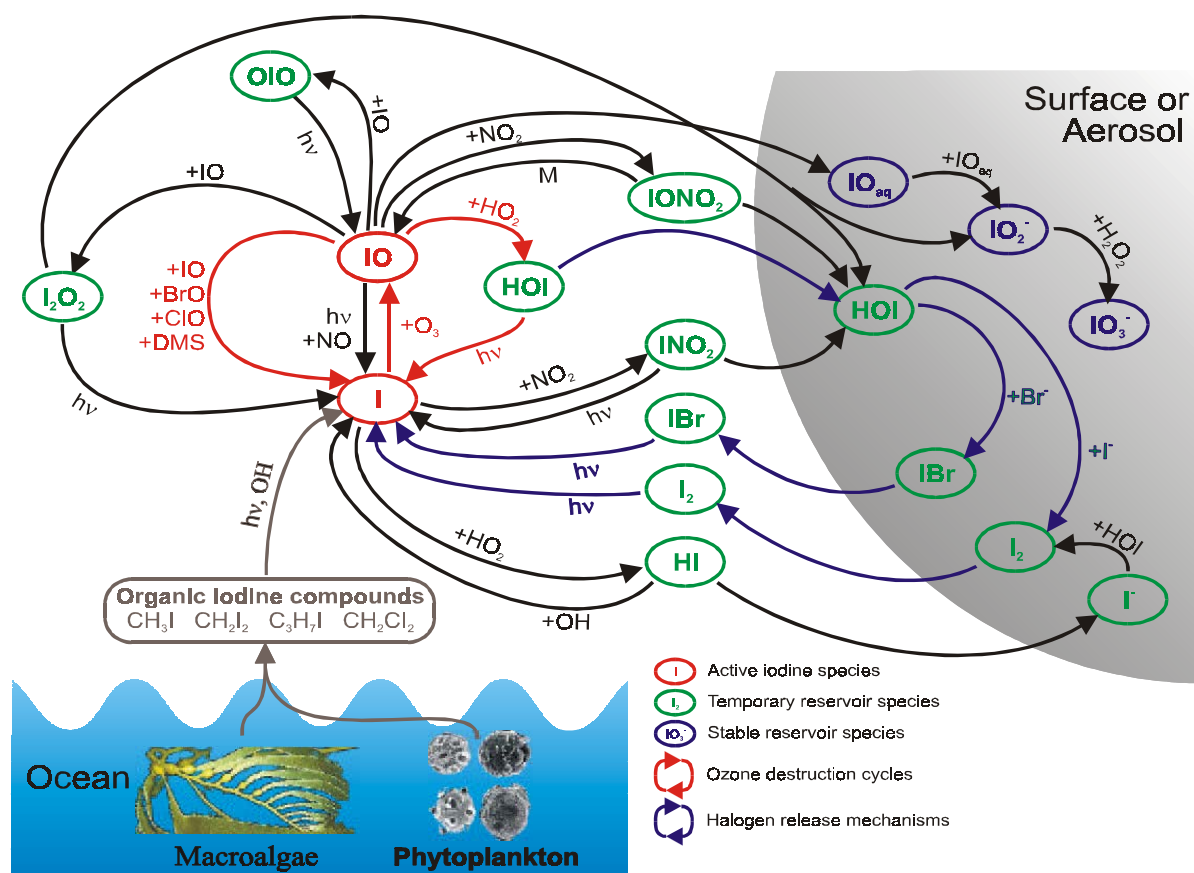 Surface or
Aerosol
OIO
+IO
hν
+NO₂
+IO
M
IONO₂
+HO₂
IOaq
+IOaq
IO₂⁻
+H₂O₂
IO₃⁻
IO
I₂O₂
+IO
+BrO
+ClO
+DMS
HOI
HOI
hν
+NO
+O₃
hν
hν
I
+NO₂
INO₂
hν
IBr
hν
+Br⁻
IBr
+I⁻
I₂
hν
hν, OH
+HO₂
HI
+OH
I₂
+HOI
I⁻
Organic Iodine compounds
CH₃I CH₂I₂ C₃H₇I CH₂Cl₂
I Active iodine species
I₂ Temporary reservoir species
IO₃⁻ Stable reservoir species
Ozone destruction cycles
Halogen release mechanisms
Ocean
Macroalgae
Phytoplankton